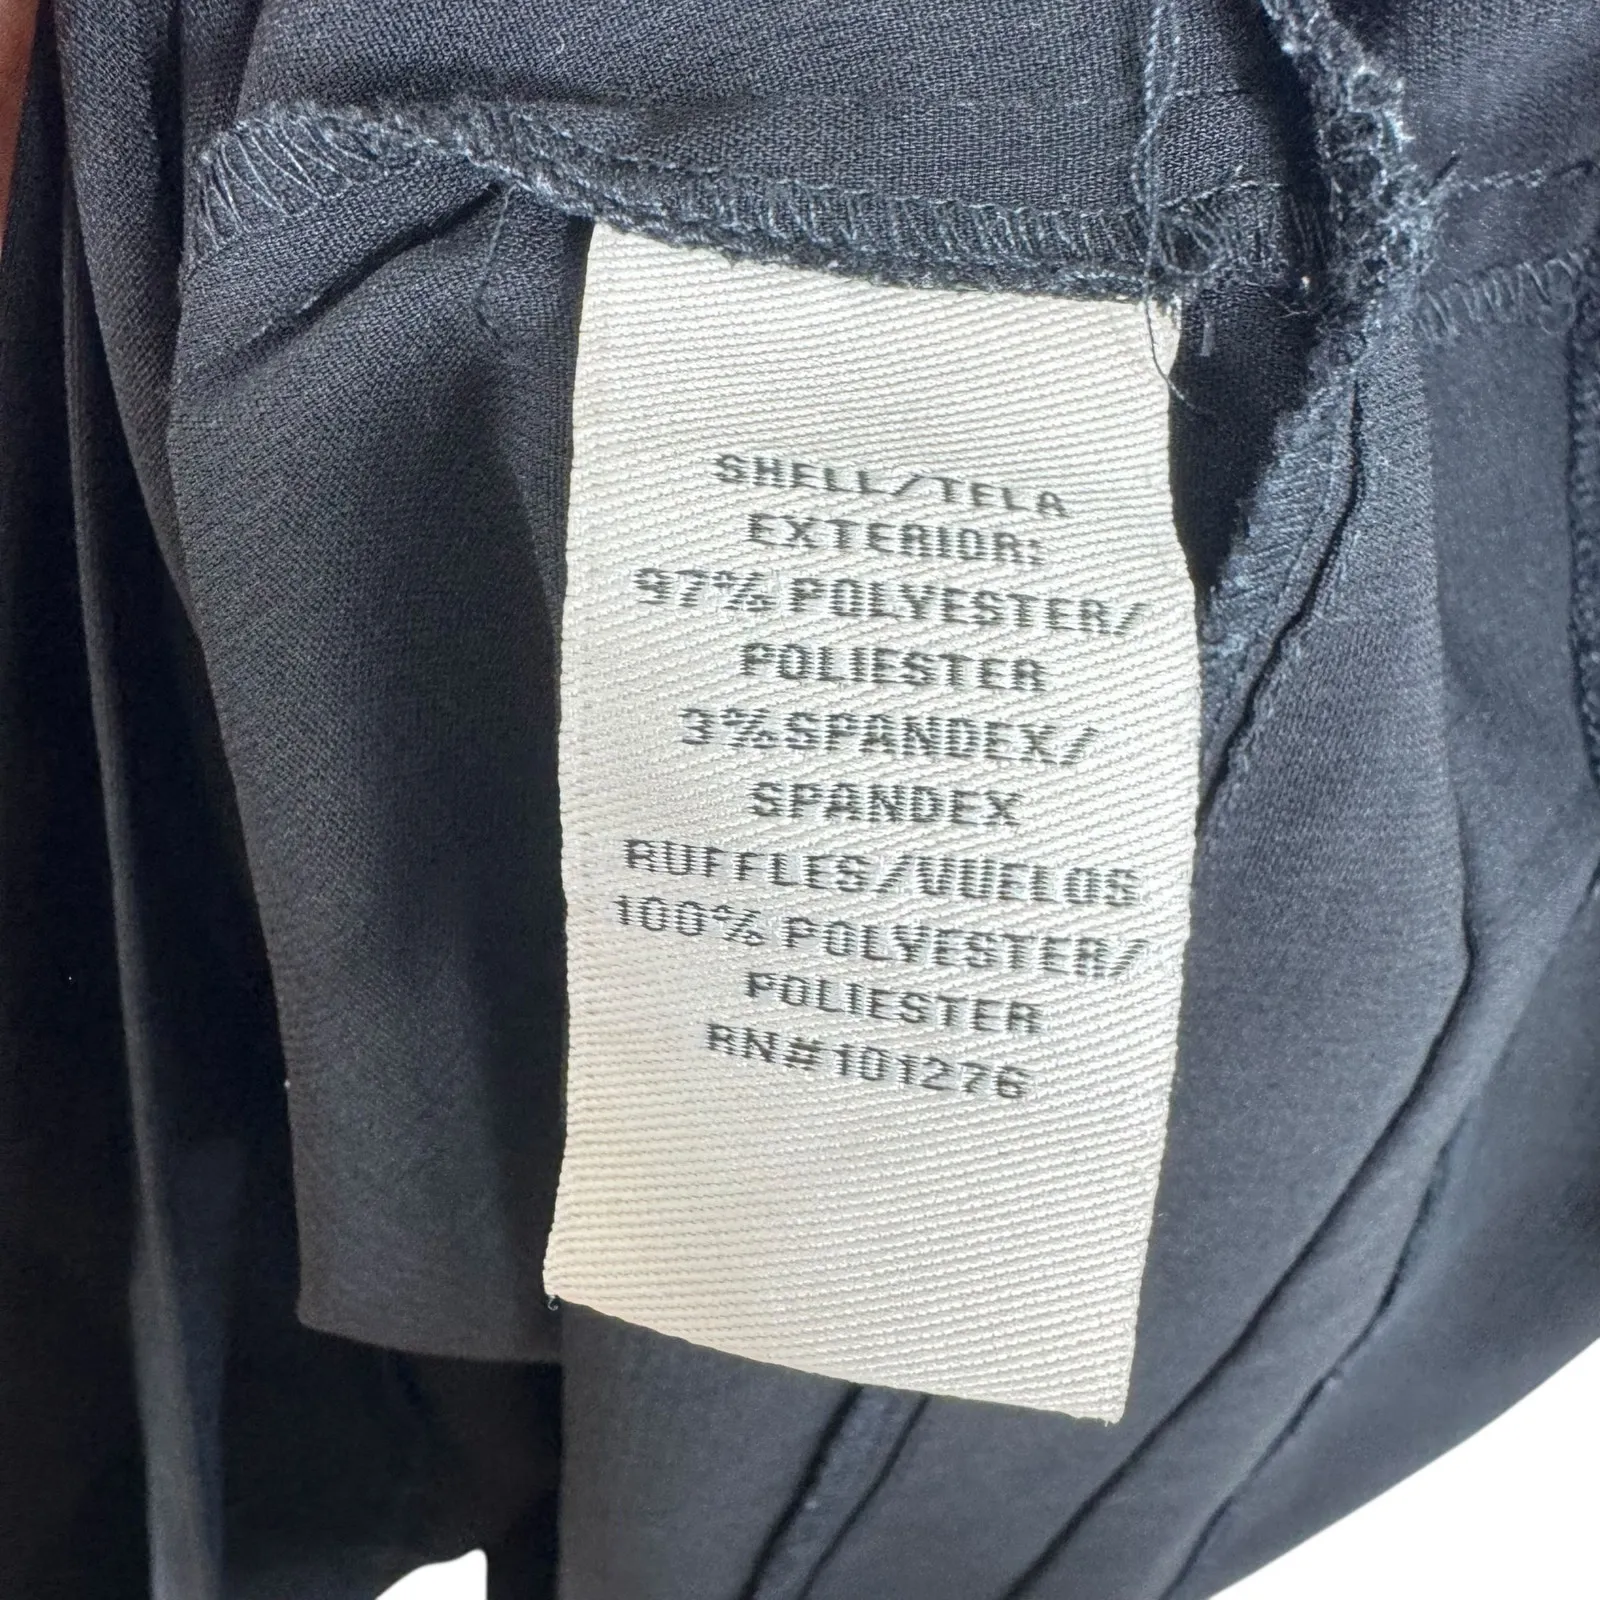 SHELL/TELA
EXTERIOR:
97% POLYESTER/
POLIESTER
3% SPANDEX/
SPANDEX
RUFFLES/VUELOS
100% POLYESTER/
POLIESTER
RN#101276